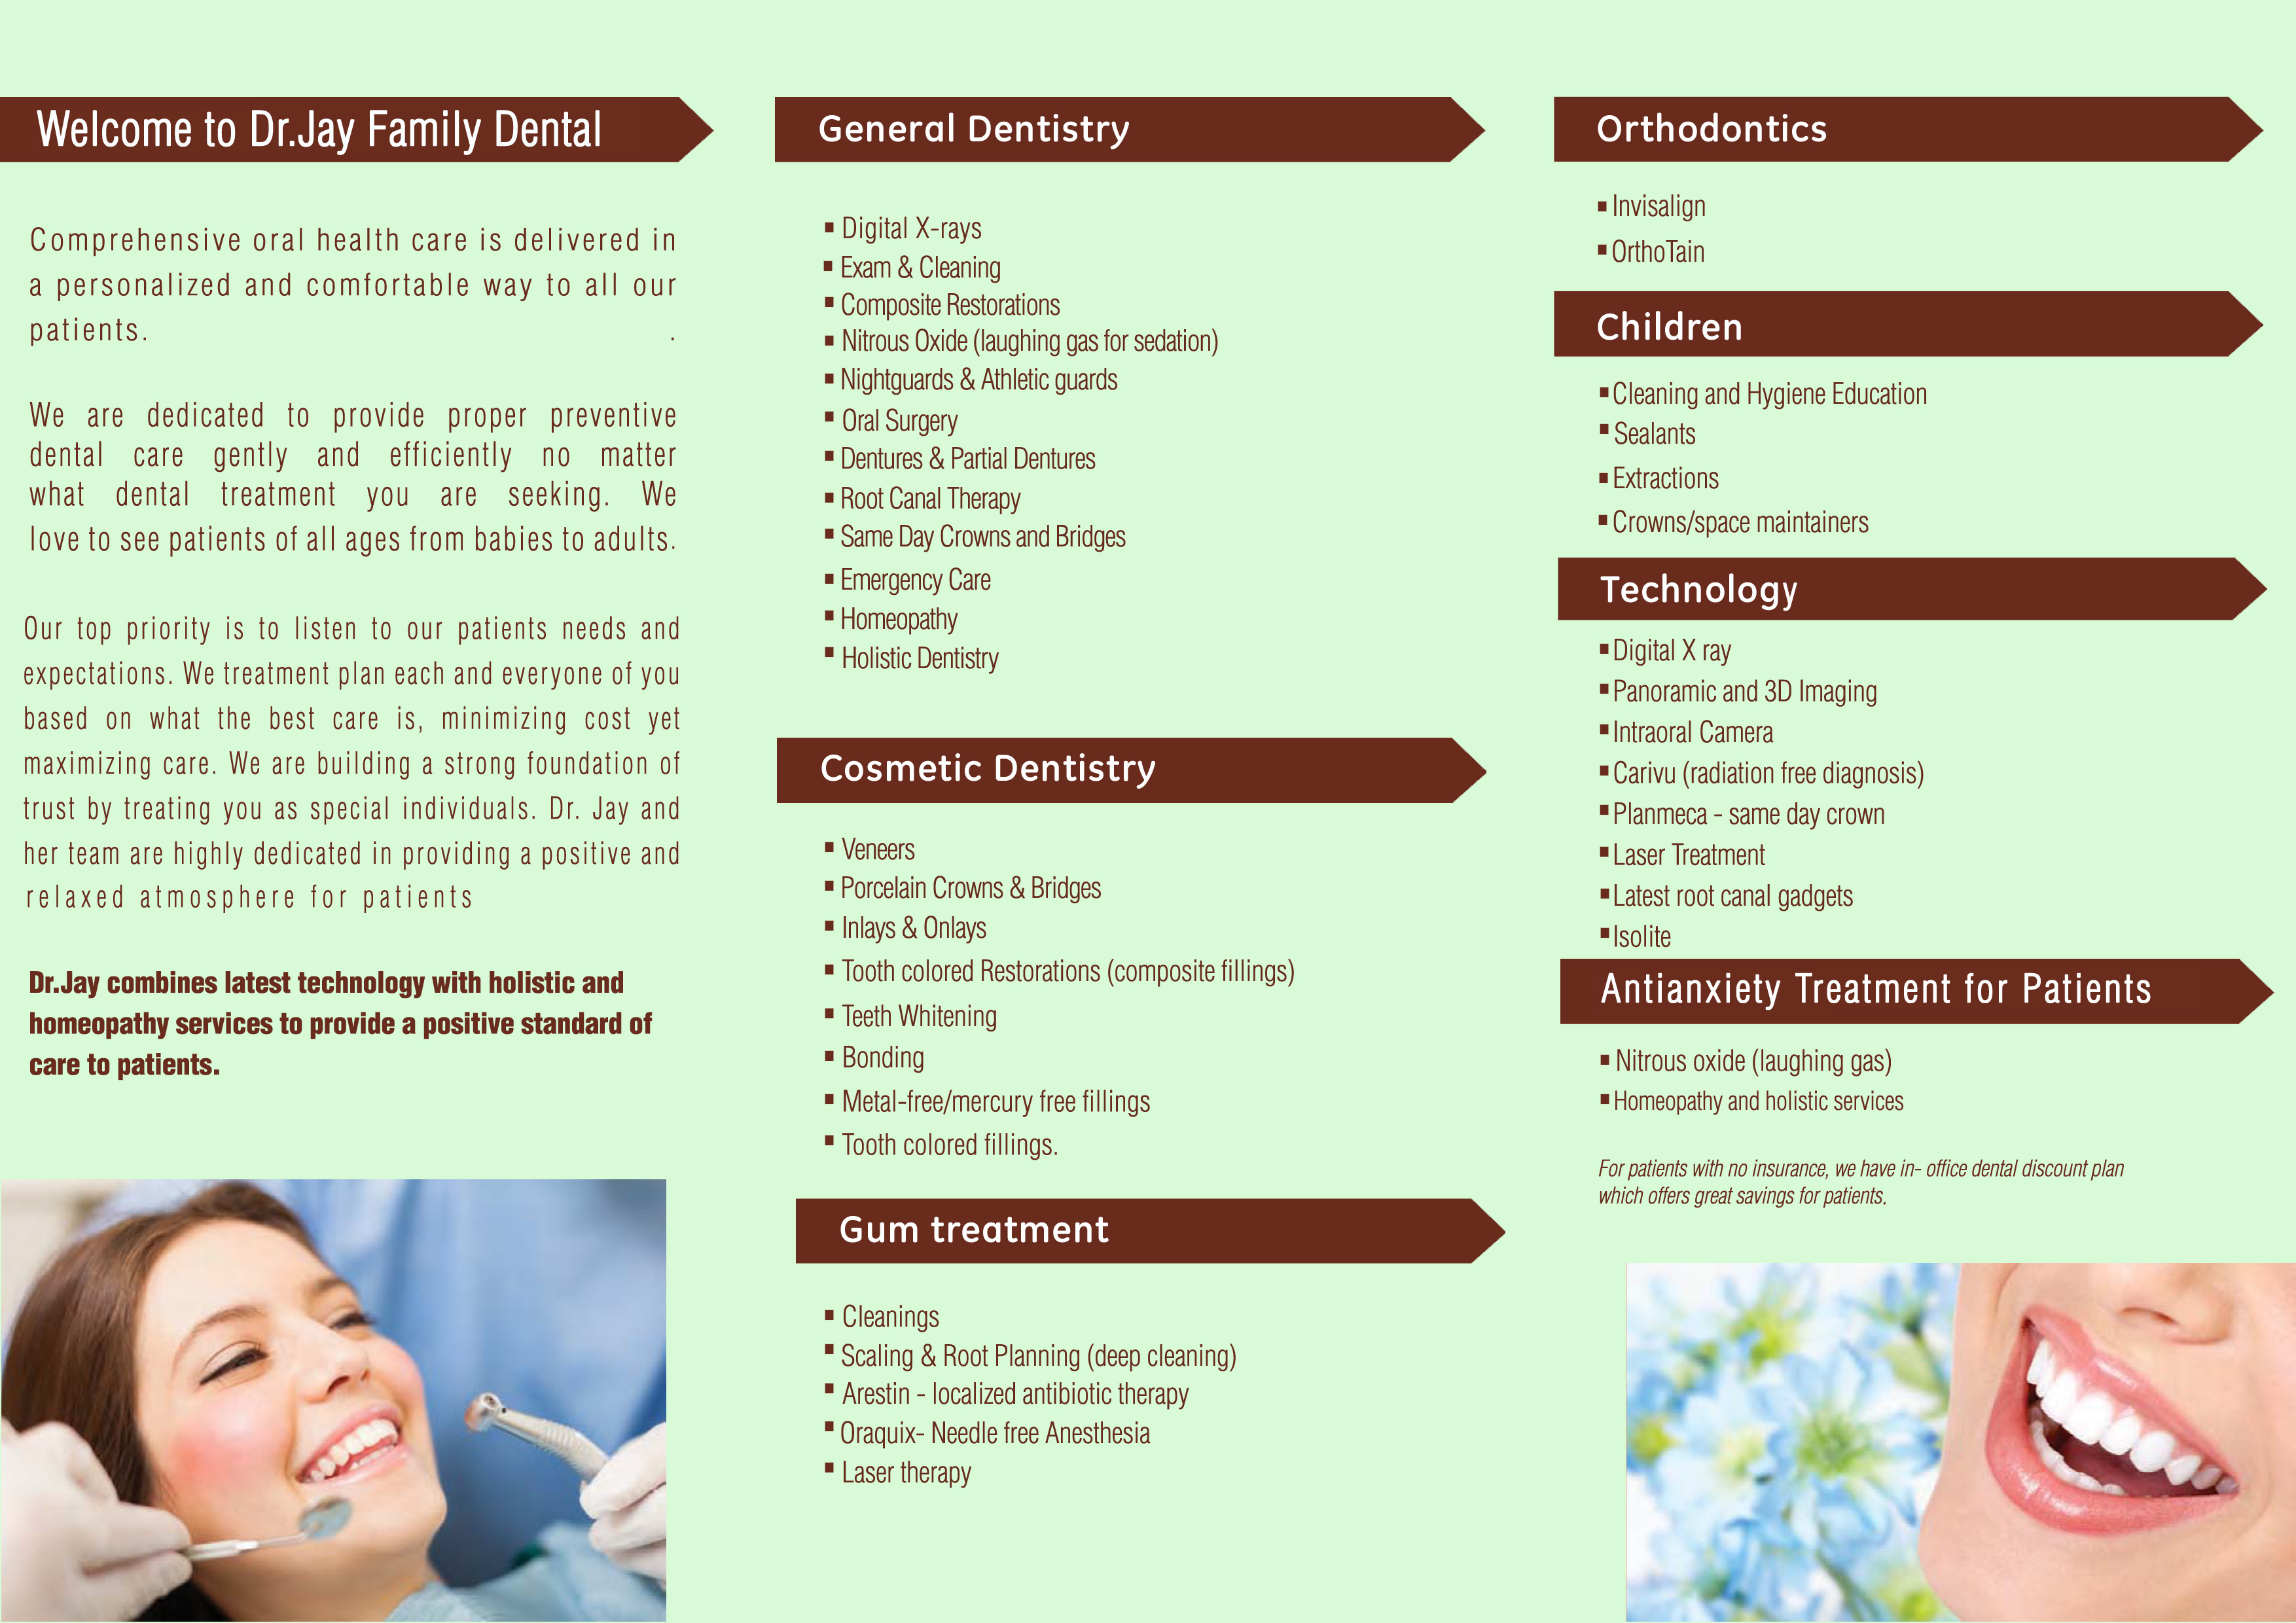 Welcome to Dr.Jay Family Dental
Comprehensive oral health care is delivered in
a personalized and comfortable way to all our
patients. .
We are dedicated to provide proper preventive
dental care gently and efficiently no matter
what dental treatment you are seeking. We
love to see patients of all ages from babies to adults.
Our top priority is to listen to our patients needs and
expectations. We treatment plan each and everyone of you
based on what the best care is, minimizing cost yet
maximizing care. We are building a strong foundation of
trust by treating you as special individuals. Dr. Jay and
her team are highly dedicated in providing a positive and
relaxed atmosphere for patients
Dr.Jay combines latest technology with holistic and
homeopathy services to provide a positive standard of
care to patients.
General Dentistry
▪ Digital X-rays
▪ Exam & Cleaning
▪ Composite Restorations
▪ Nitrous Oxide (laughing gas for sedation)
▪ Nightguards & Athletic guards
▪ Oral Surgery
▪ Dentures & Partial Dentures
▪ Root Canal Therapy
▪ Same Day Crowns and Bridges
▪ Emergency Care
▪ Homeopathy
▪ Holistic Dentistry
Cosmetic Dentistry
▪ Veneers
▪ Porcelain Crowns & Bridges
▪ Inlays & Onlays
▪ Tooth colored Restorations (composite fillings)
▪ Teeth Whitening
▪ Bonding
▪ Metal-free/mercury free fillings
▪ Tooth colored fillings.
Gum treatment
▪ Cleanings
▪ Scaling & Root Planning (deep cleaning)
▪ Arestin - localized antibiotic therapy
▪ Oraquix- Needle free Anesthesia
▪ Laser therapy
Orthodontics
▪ Invisalign
▪ OrthoTain
Children
▪ Cleaning and Hygiene Education
▪ Sealants
▪ Extractions
▪ Crowns/space maintainers
Technology
▪ Digital X ray
▪ Panoramic and 3D Imaging
▪ Intraoral Camera
▪ Carivu (radiation free diagnosis)
▪ Planmeca - same day crown
▪ Laser Treatment
▪ Latest root canal gadgets
▪ Isolite
Antianxiety Treatment for Patients
▪ Nitrous oxide (laughing gas)
▪ Homeopathy and holistic services
For patients with no insurance, we have in- office dental discount plan
which offers great savings for patients.